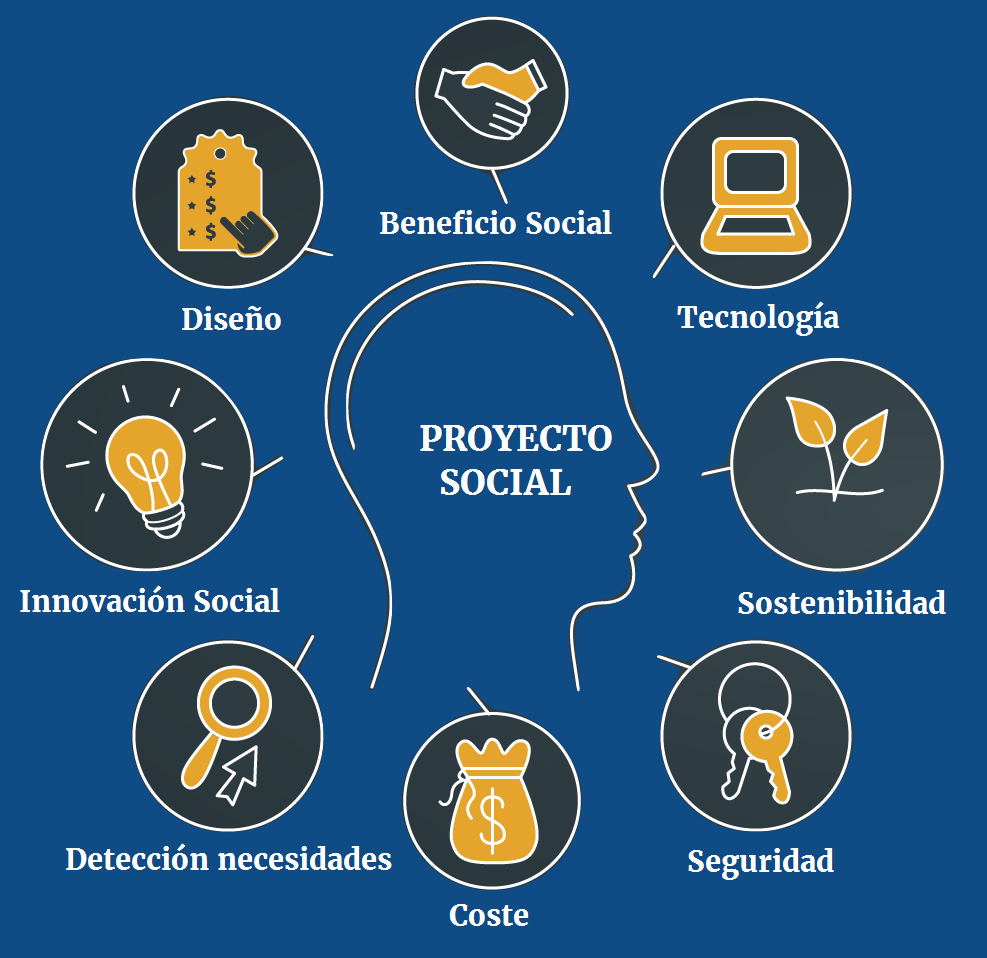 Beneficio Social
Diseño
Tecnología
$
$
$
PROYECTO
SOCIAL
Innovación Social
Sostenibilidad
Detección necesidades
$
Seguridad
Coste